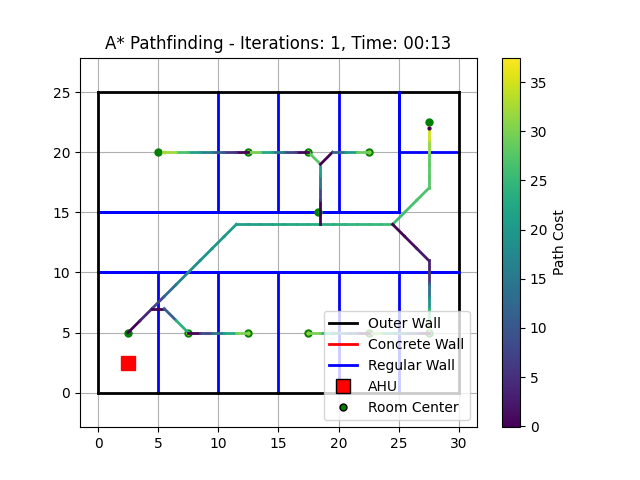 A* Pathfinding - Iterations: 1, Time: 00:13
25
20
15
10
5
0
0 5 10 15 20 25 30
Outer Wall
Concrete Wall
Regular Wall
AHU
Room Center
35
30
25
20
15
10
5
0
Path Cost